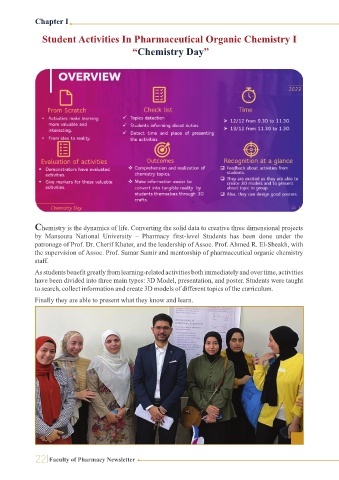 Chapter I
Student Activities In Pharmaceutical Organic Chemistry I
“Chemistry Day”
OVERVIEW
2022
From Scratch
• Activities make learning
more valuable and
interesting.
• From idea to reality.
Check list
✓ Topics detection
✓ Students informing about duties
✓ Detect time and place of presenting
the activities
Time
➤ 12/12 from 9.30 to 11.30
➤ 13/12 from 11.30 to 1.30
Evaluation of activities
• Demonstrators have evaluated
activities.
• Give markers for these valuable
activities.
Outcomes
❖ Comprehension and realization of
chemistry topics.
❖ Make information easier to
convert into tangible reality by
students themselves through 3D
crafts.
Recognition at a glance
❑ Feedback about activities from
students.
❑ They are excited as they are able to
create 3D models and to present
about topic in group.
❑ Also, they can design good posters.
Chemistry Day
Chemistry is the dynamics of life. Converting the solid data to creative three dimensional projects
by Mansoura National University – Pharmacy first-level Students has been done under the
patronage of Prof. Dr. Cherif Khater, and the leadership of Assoc. Prof. Ahmed R. El-Sheakh, with
the supervision of Assoc. Prof. Samar Samir and mentorship of pharmaceutical organic chemistry
staff.
As students benefit greatly from learning-related activities both immediately and over time, activities
have been divided into three main types: 3D Model, presentation, and poster. Students were taught
to search, collect information and create 3D models of different topics of the curriculum.
Finally they are able to present what they know and learn.
22 Faculty of Pharmacy Newsletter